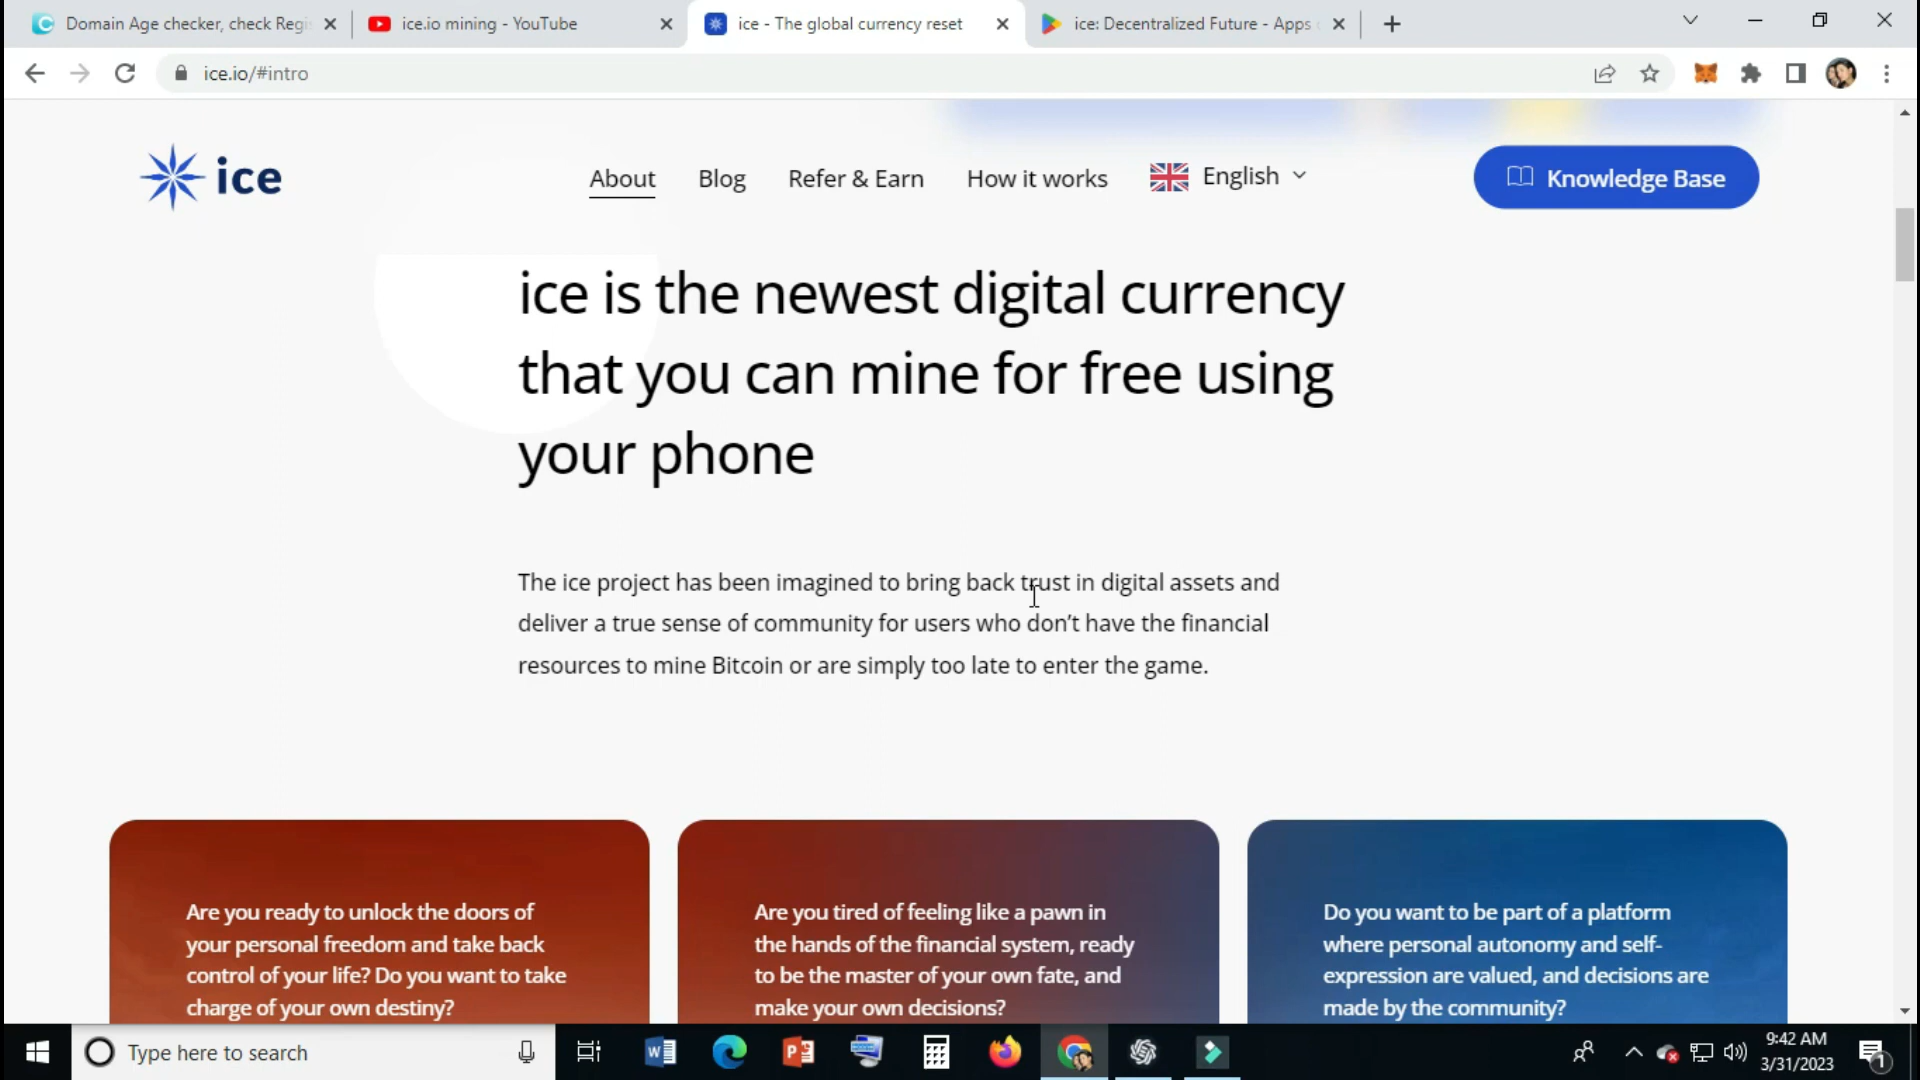 Domain Age checker, check Regi
ice.io mining - YouTube
ice - The global currency reset
ice: Decentralized Future - Apps
ice.io/#intro
ice
About
Blog
Refer & Earn
How it works
English
Knowledge Base
ice is the newest digital currency
that you can mine for free using
your phone
The ice project has been imagined to bring back trust in digital assets and
deliver a true sense of community for users who don’t have the financial
resources to mine Bitcoin or are simply too late to enter the game.
Are you ready to unlock the doors of
your personal freedom and take back
control of your life? Do you want to take
charge of your own destiny?
Are you tired of feeling like a pawn in
the hands of the financial system, ready
to be the master of your own fate, and
make your own decisions?
Do you want to be part of a platform
where personal autonomy and self-
expression are valued, and decisions are
made by the community?
Type here to search
9:42 AM
3/31/2023
1